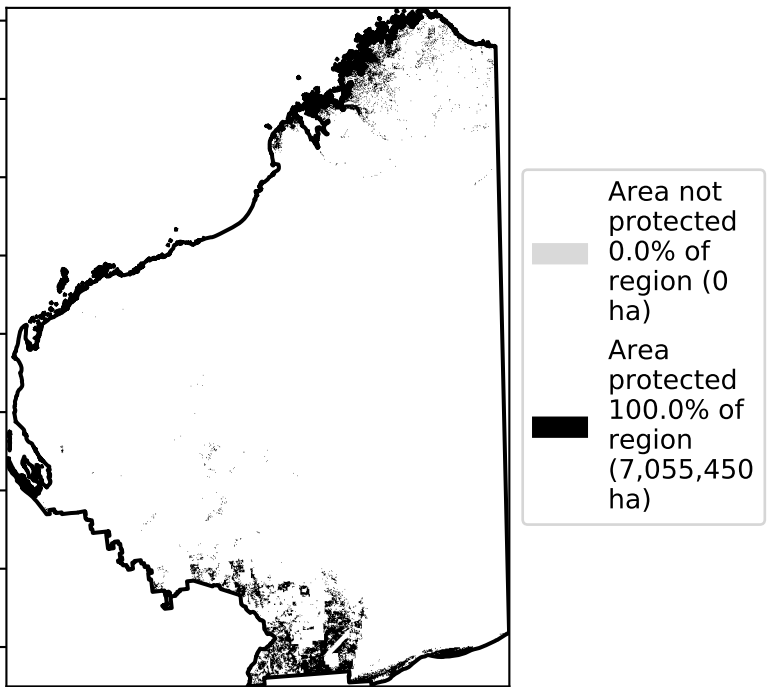 Area not
protected
0.0% of
region (0
ha)
Area
protected
100.0% of
region
(7,055,450
ha)